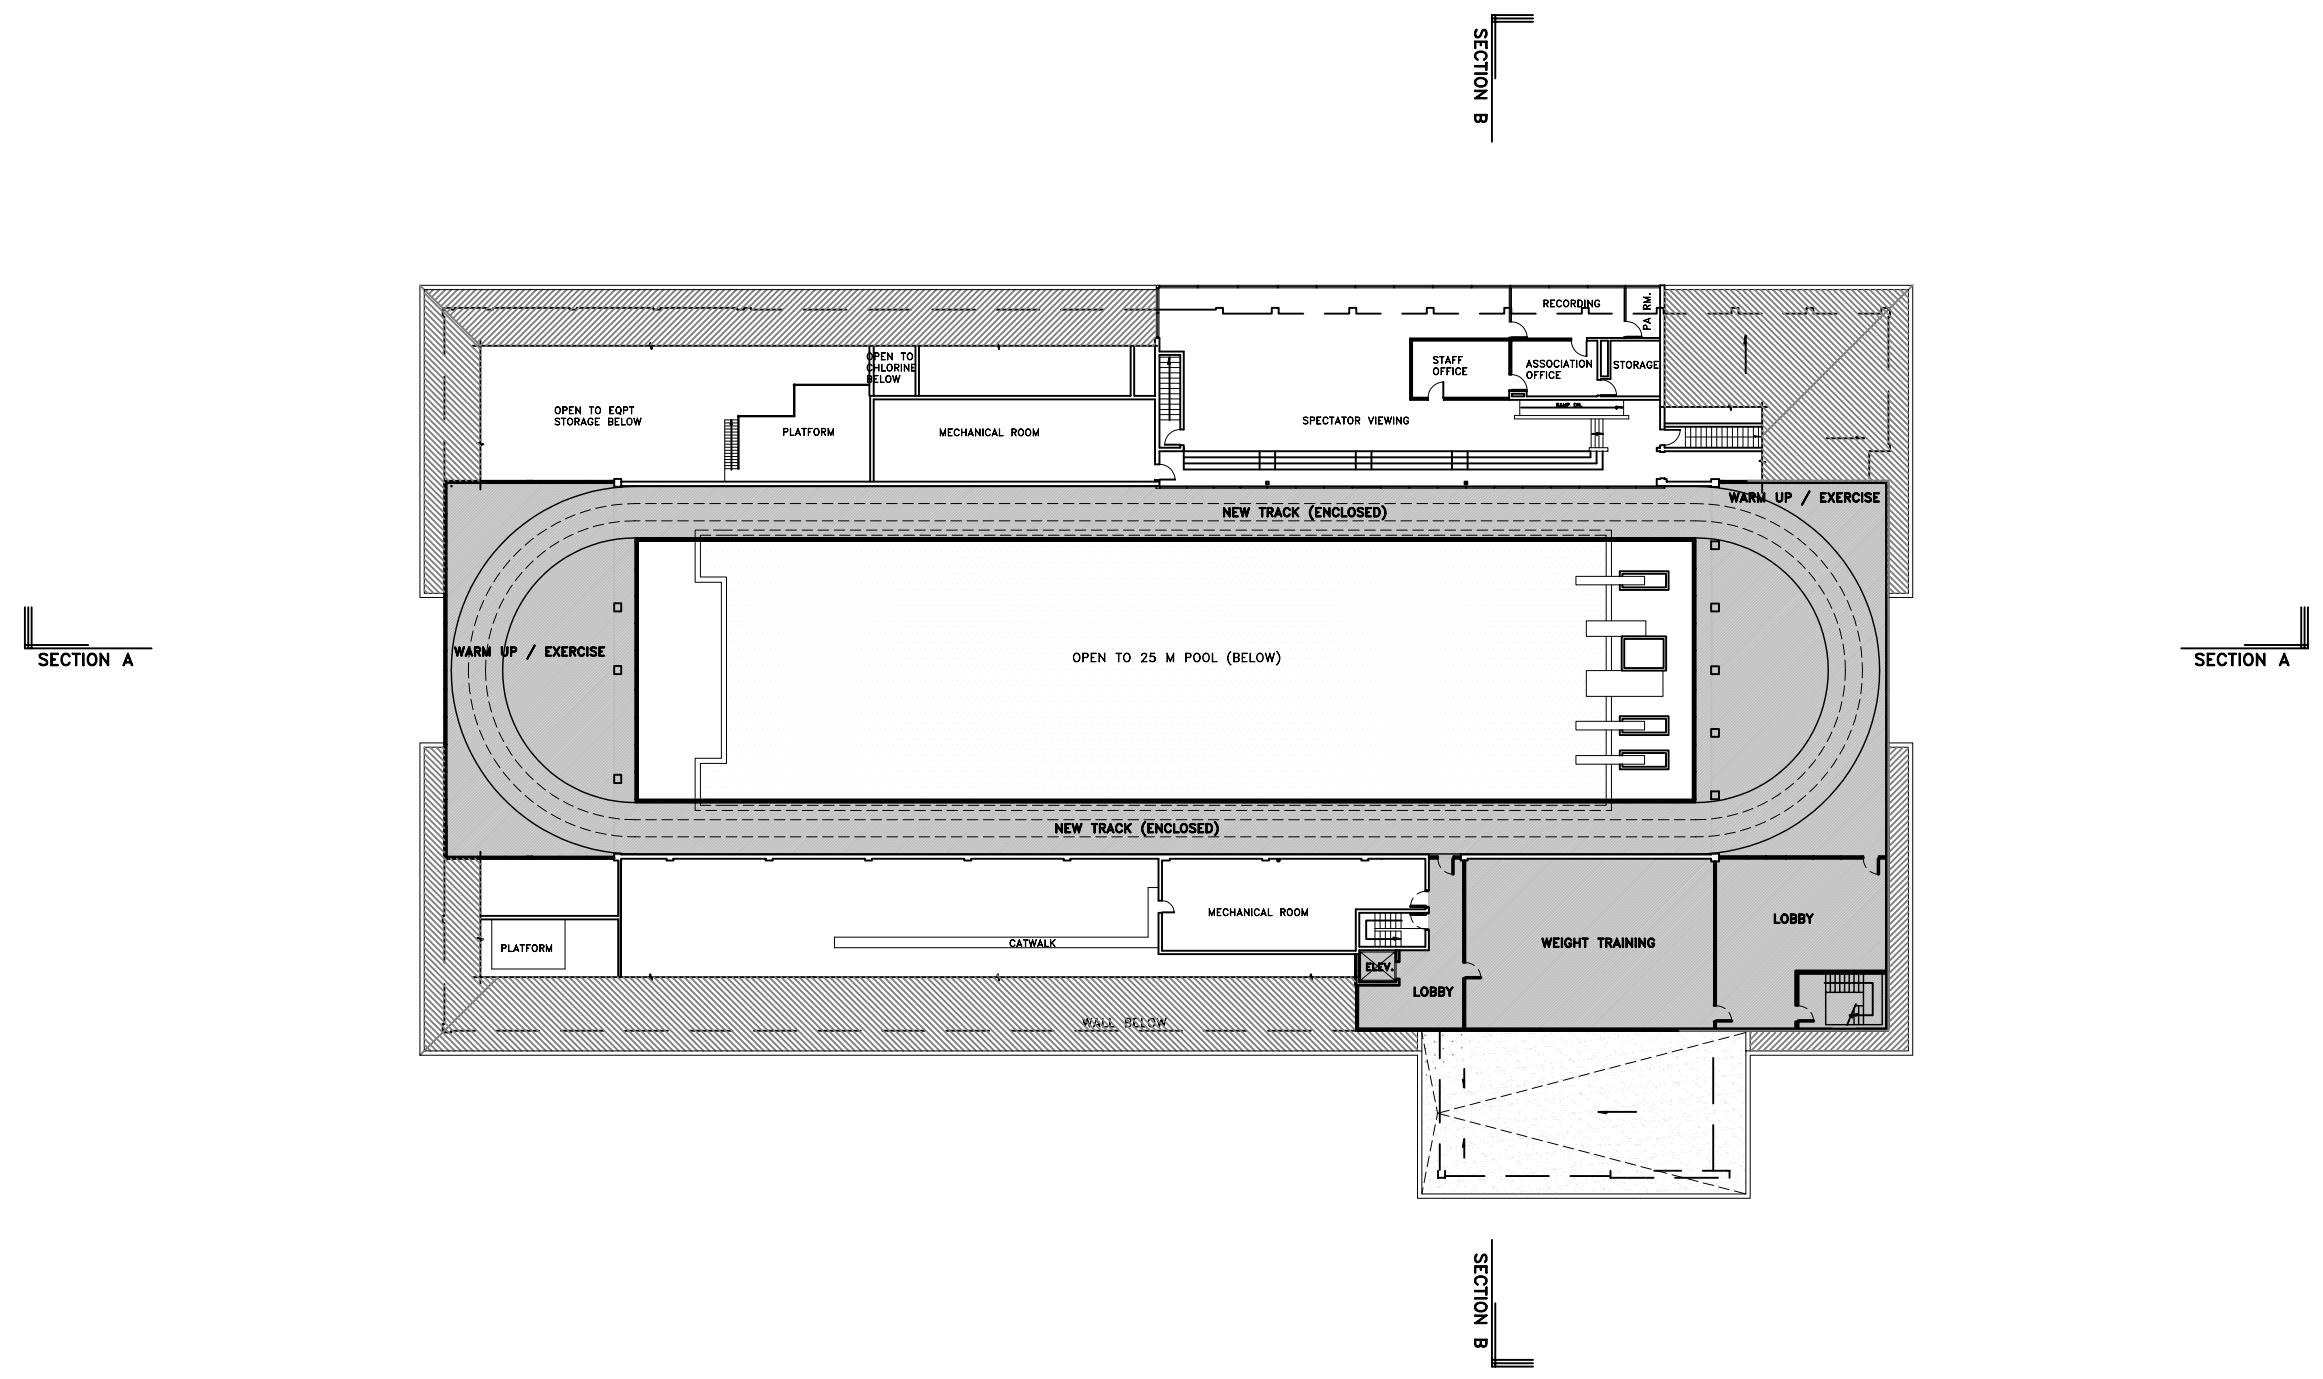 SECTION B
RECORDING
PA RM.
OPEN TO
CHLORINE
BELOW
STAFF
OFFICE
ASSOCIATION
OFFICE
STORAGE
RAMP DN.
OPEN TO EQPT
STORAGE BELOW
PLATFORM
MECHANICAL ROOM
SPECTATOR VIEWING
WARM UP / EXERCISE
NEW TRACK (ENCLOSED)
SECTION A
WARM UP / EXERCISE
OPEN TO 25 M POOL (BELOW)
SECTION A
NEW TRACK (ENCLOSED)
MECHANICAL ROOM
LOBBY
PLATFORM
CATWALK
WEIGHT TRAINING
ELEV.
LOBBY
WALL BELOW
SECTION B